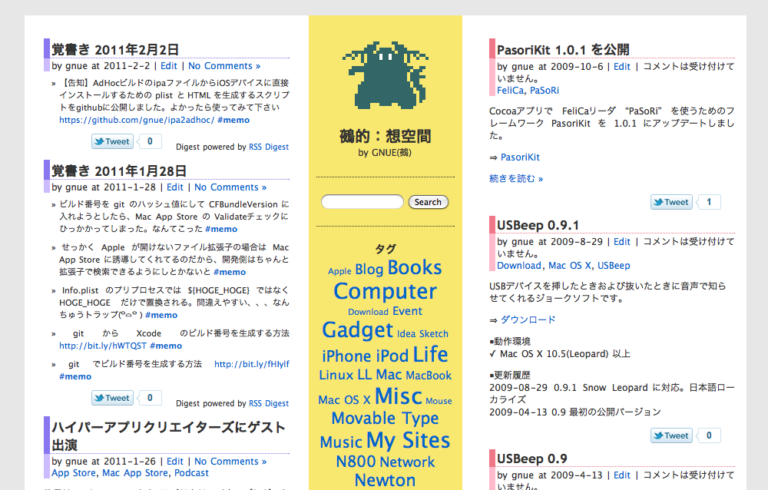 覚書き 2011年2月2日
by gnue at 2011-2-2 | Edit | No Comments »
» 【告知】AdHocビルドのipaファイルからiOSデバイスに直接
インストールするための plist と HTML を生成するスクリプ
トをgithubに公開しました。よかったら使ってみて下さい
https://github.com/gnue/ipa2adhoc/ #memo
Tweet 0
Digest powered by RSS Digest
覚書き 2011年1月28日
by gnue at 2011-1-28 | Edit | No Comments »
» ビルド番号を git のハッシュ値にして CFBundleVersion に
入れようとしたら、Mac App Store の Validateチェックに
ひっかかってしまった。なんてこった #memo
» せっかく Apple が開けないファイル拡張子の場合は Mac
App Store に誘導してくれてるのだから、開発側はちゃんと
拡張子で検索できるようにしとかないと #memo
» Info.plist のプリプロセスでは ${HOGE_HOGE} ではなく
HOGE_HOGE だけで置換される。間違えやすい、、、なん
ちゅうトラップ(º﹃º ) #memo
» git から Xcode のビルド番号を生成する方法
http://bit.ly/hWTQST #memo
» git でビルド番号を生成する方法 http://bit.ly/fHlylf
#memo
Tweet 0
Digest powered by RSS Digest
ハイパーアプリクリエイターズにゲスト
出演
by gnue at 2011-1-26 | Edit | No Comments »
App Store, Mac App Store, Podcast
鵺的：想空間
by GNUE(鵺)
Search
タグ
Apple Blog Books
Computer
Download Event
Gadget Idea Sketch
iPhone iPod Life
Linux LL Mac MacBook
Mac OS X Misc Mouse
Movable Type
Music My Sites
N800 Network
Newton
PasoriKit 1.0.1 を公開
by gnue at 2009-10-6 | Edit | コメントは受け付けて
いません。
FeliCa, PaSoRi
Cocoaアプリで FeliCaリーダ “PaSoRi” を使うためのフ
レームワーク PasoriKit を 1.0.1 にアップデートしまし
た。
⇒ PasoriKit
続きを読む »
Tweet 1
USBeep 0.9.1
by gnue at 2009-8-29 | Edit | コメントは受け付けて
いません。
Download, Mac OS X, USBeep
USBデバイスを挿したときおよび抜いたときに音声で知ら
せてくれるジョークソフトです。
⇒ ダウンロード
▪動作環境
✓ Mac OS X 10.5(Leopard) 以上
▪更新履歴
2009-08-29 0.9.1 Snow Leopard に対応。日本語ロー
カライズ
2009-04-13 0.9 最初の公開バージョン
Tweet 0
USBeep 0.9
by gnue at 2009-4-13 | Edit | コメントは受け付けて
いません。